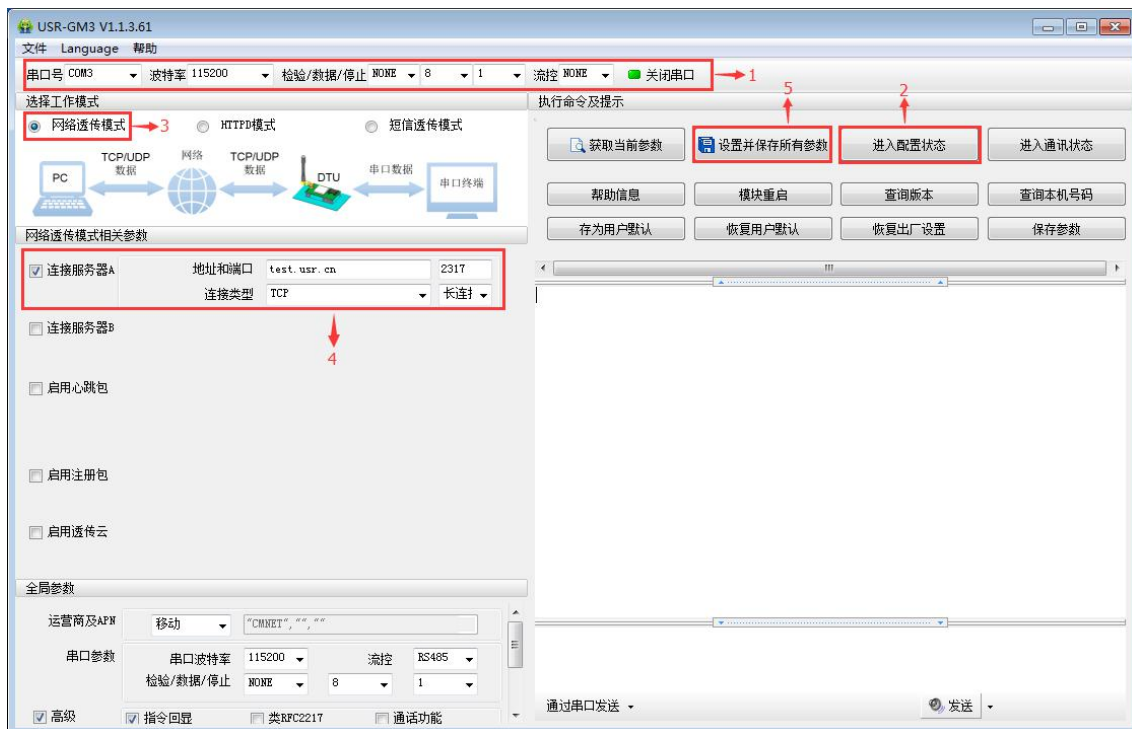 USR-GM3 V1.1.3.61
文件 Language 帮助
串口号 COM3 波特率 115200 检验/数据/停止 NONE 8 1 流控 NONE 关闭串口 1
选择工作模式
网络透传模式 3 HTTPD模式 短信透传模式
PC TCP/UDP 数据 网络 TCP/UDP 数据 DTU 串口数据 串口终端
网络透传模式相关参数
连接服务器A 地址和端口 test.usr.cn 2317
连接类型 TCP 长连
4
连接服务器B
启用心跳包
启用注册包
启用透传云
全局参数
运营商及APN 移动 "CMNET","",""
串口参数 串口波特率 115200 流控 RS485
检验/数据/停止 NONE 8 1
高级 指令回显 类RFC2217 通话功能
执行命令及提示
5 2
获取当前参数 设置并保存所有参数 进入配置状态 进入通讯状态
帮助信息 模块重启 查询版本 查询本机号码
存为用户默认 恢复用户默认 恢复出厂设置 保存参数
通过串口发送 发送